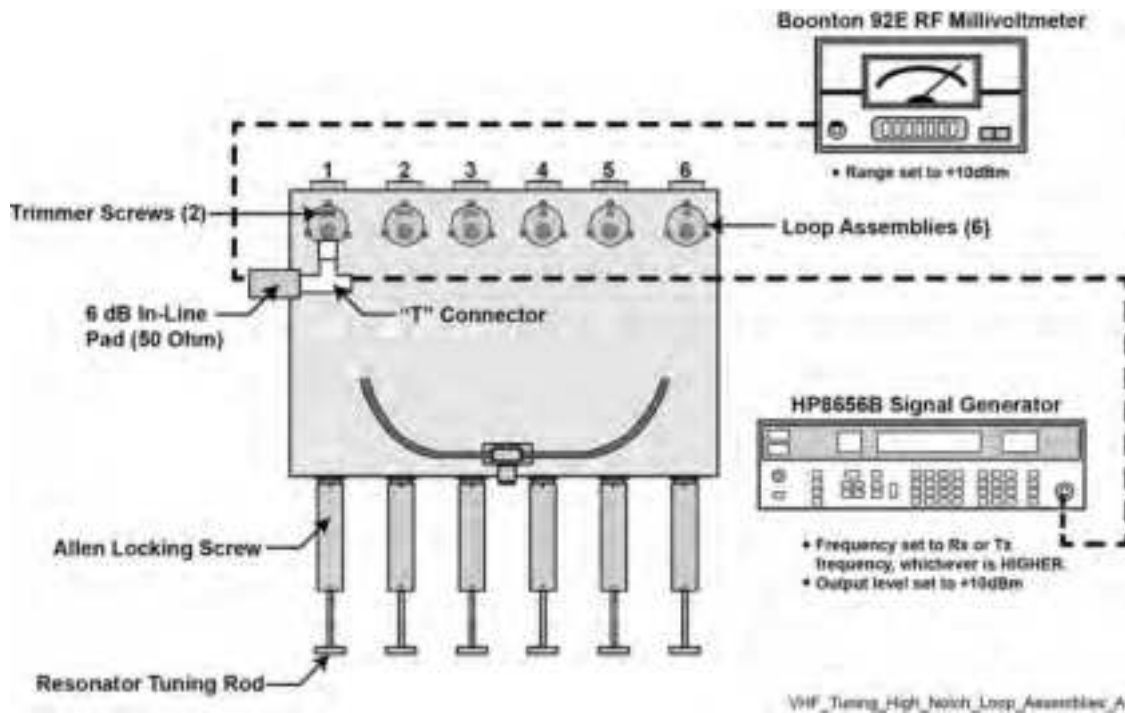 Boonton 92E RF Millivoltmeter
• Range set to +10dBm
1 2 3 4 5 6
Trimmer Screws (2)
Loop Assemblies (6)
6 dB In-Line
Pad (50 Ohm)
"T" Connector
HP8656B Signal Generator
• Frequency set to Rx or Tx
frequency, whichever is HIGHER.
• Output level set to +10dBm
Allen Locking Screw
Resonator Tuning Rod
VHF_Tuning_High_Notch_Loop_Assemblies_A